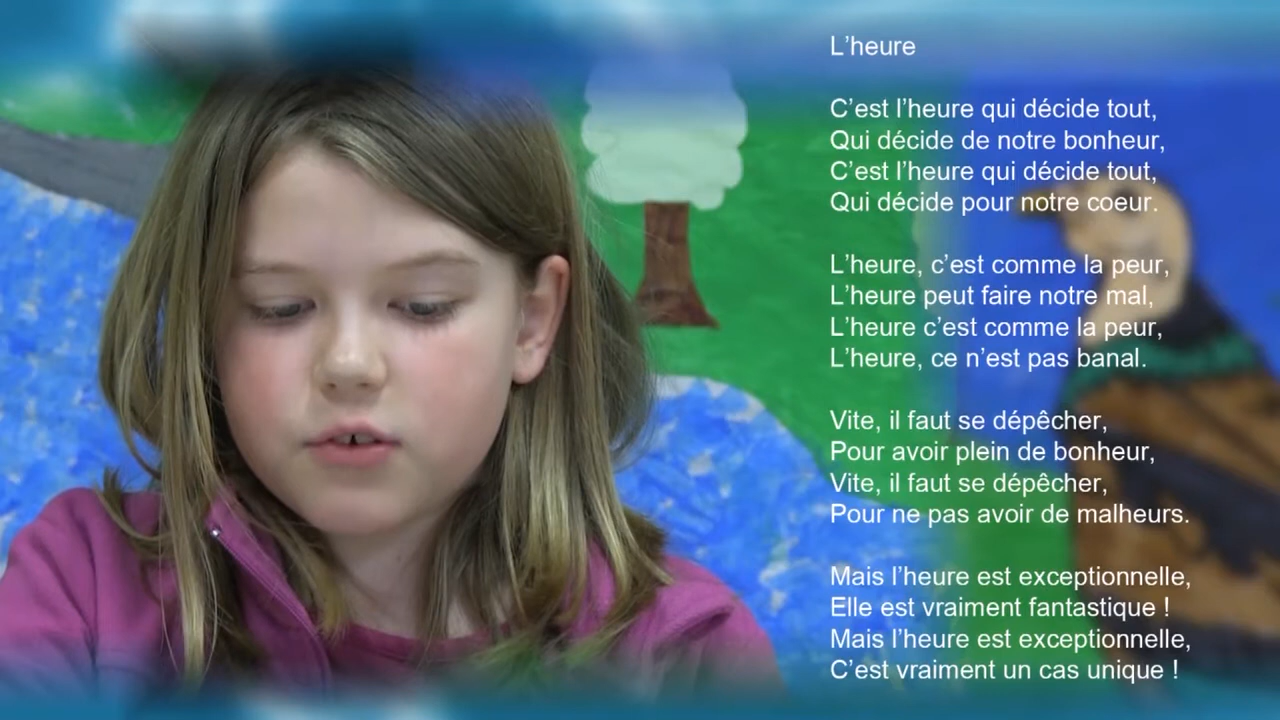 L’heure
C’est l’heure qui décide tout,
Qui décide de notre bonheur,
C’est l’heure qui décide tout,
Qui décide pour notre coeur.
L’heure, c’est comme la peur,
L’heure peut faire notre mal,
L’heure c’est comme la peur,
L’heure, ce n’est pas banal.
Vite, il faut se dépêcher,
Pour avoir plein de bonheur,
Vite, il faut se dépêcher,
Pour ne pas avoir de malheurs.
Mais l’heure est exceptionnelle,
Elle est vraiment fantastique !
Mais l’heure est exceptionnelle,
C’est vraiment un cas unique !